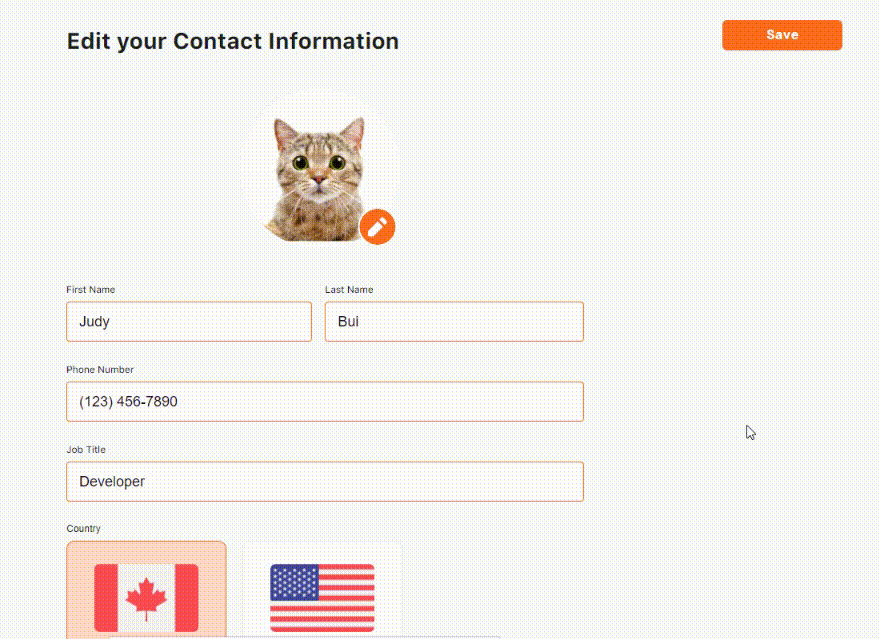 Edit your Contact Information
Save
First Name
Last Name
Judy
Bui
Phone Number
(123) 456-7890
Job Title
Developer
Country